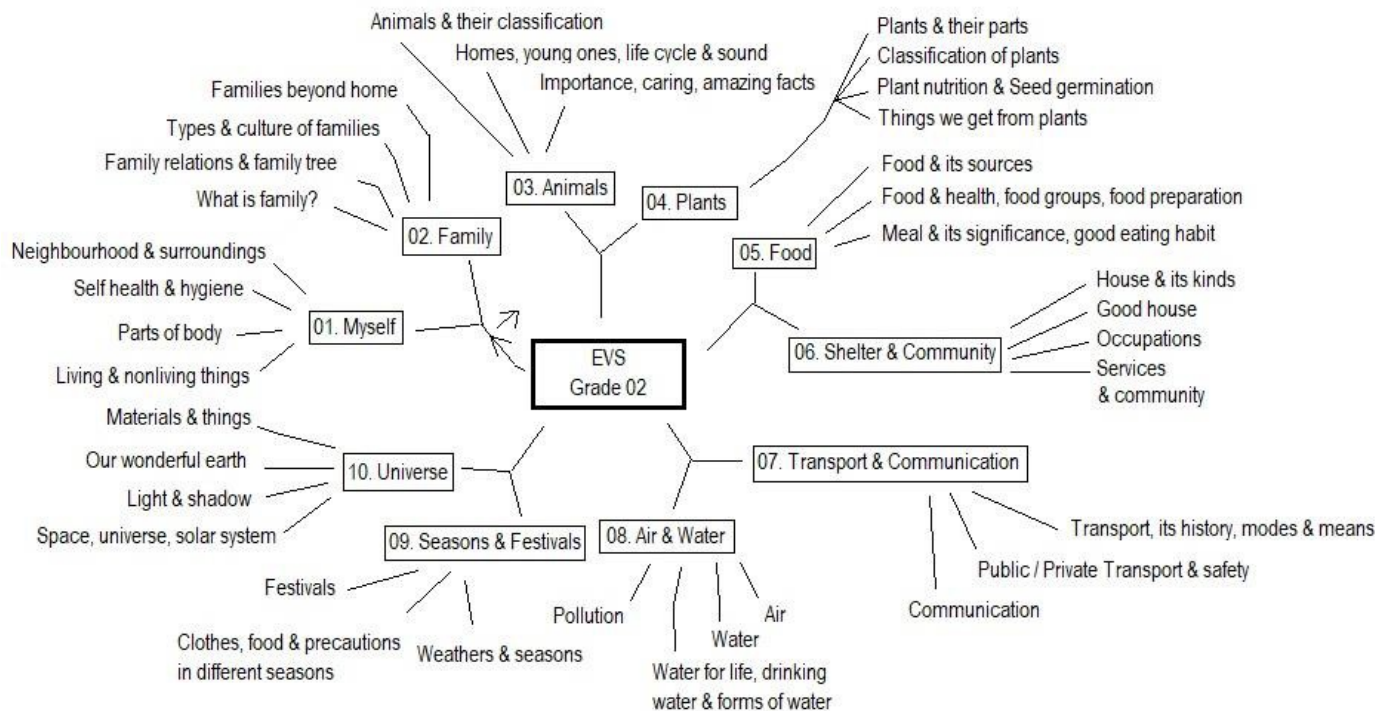 Animals & their classification
Homes, young ones, life cycle & sound
Importance, caring, amazing facts
03. Animals
Plants & their parts
Classification of plants
Plant nutrition & Seed germination
Things we get from plants
04. Plants
Families beyond home
Types & culture of families
Family relations & family tree
What is family?
02. Family
Food & its sources
Food & health, food groups, food preparation
Meal & its significance, good eating habit
05. Food
Neighbourhood & surroundings
Self health & hygiene
Parts of body
Living & nonliving things
01. Myself
EVS
Grade 02
House & its kinds
Good house
Occupations
Services
& community
06. Shelter & Community
Materials & things
Our wonderful earth
Light & shadow
Space, universe, solar system
10. Universe
07. Transport & Communication
Transport, its history, modes & means
Public / Private Transport & safety
Communication
09. Seasons & Festivals
Festivals
Clothes, food & precautions
in different seasons
Weathers & seasons
08. Air & Water
Pollution
Air
Water
Water for life, drinking
water & forms of water